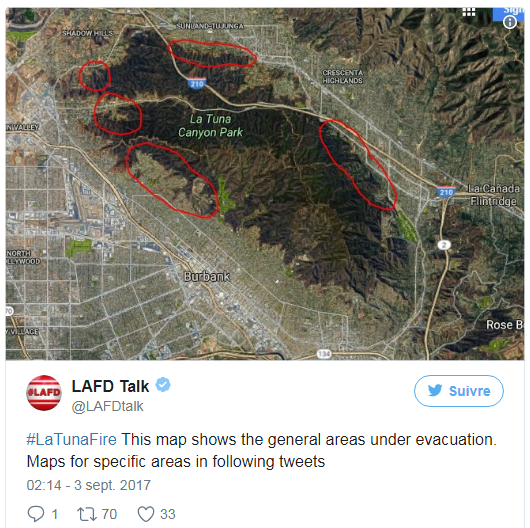 SUNLAND-TUJUNGA
SHADOW HILLS
CRESCENTA
HIGHLANDS
210
La Tuna
Canyon Park
N VALLEY
210
La Cañada
Flintridge
2
NORTH
LLYWOOD
Burbank
70
Rose B
Y VILLAGE
134
#LAFD
LAFD Talk
@LAFDtalk
Suivre
#LaTunaFire This map shows the general areas under evacuation.
Maps for specific areas in following tweets
02:14 - 3 sept. 2017
1 70 33